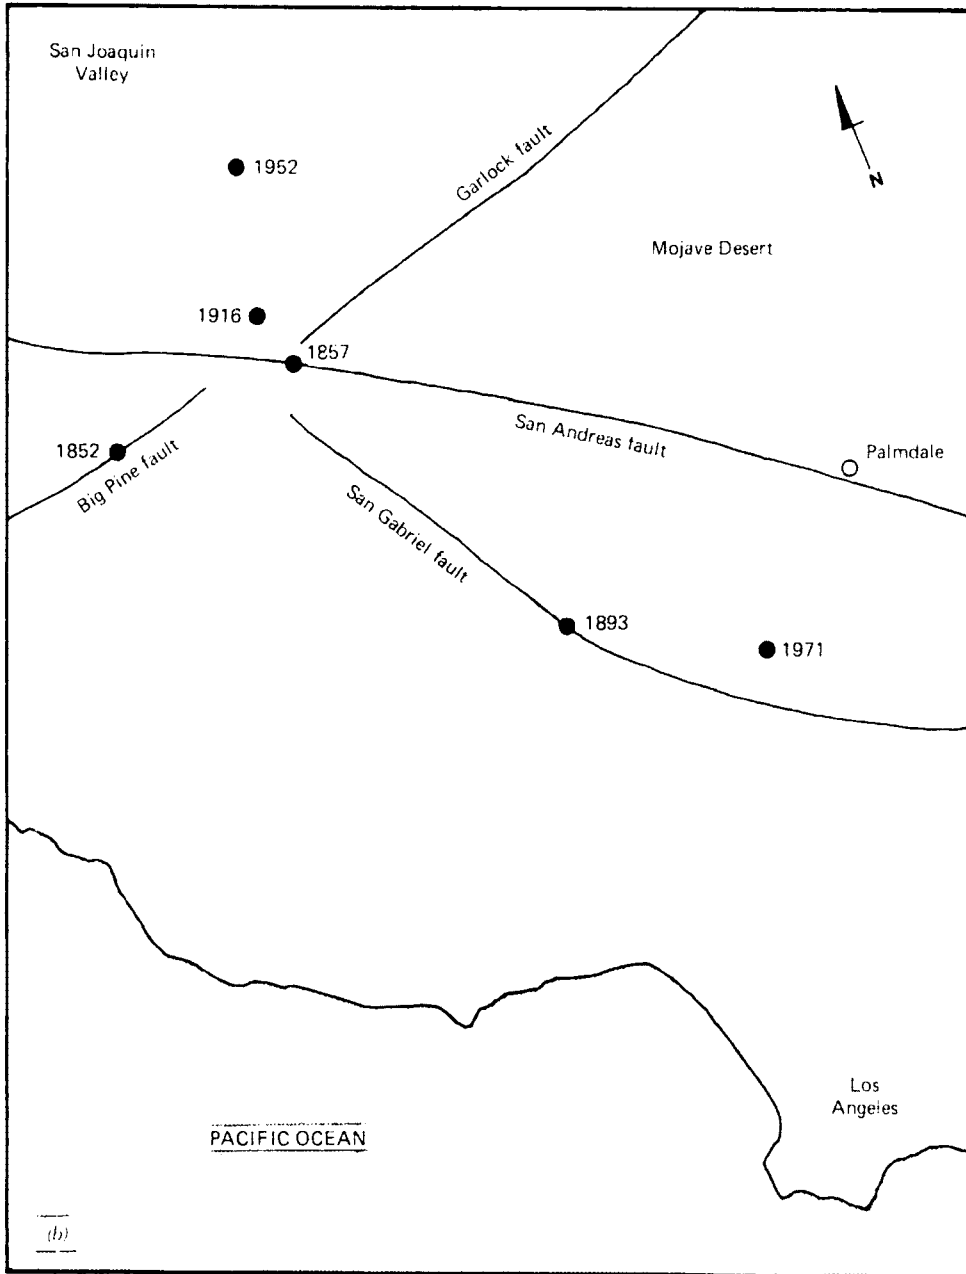 San Joaquin
Valley
1952
Garlock fault
N
Mojave Desert
1916
1857
San Andreas fault
Palmdale
1852
Big Pine fault
San Gabriel fault
1893
1971
Los
Angeles
PACIFIC OCEAN
(b)